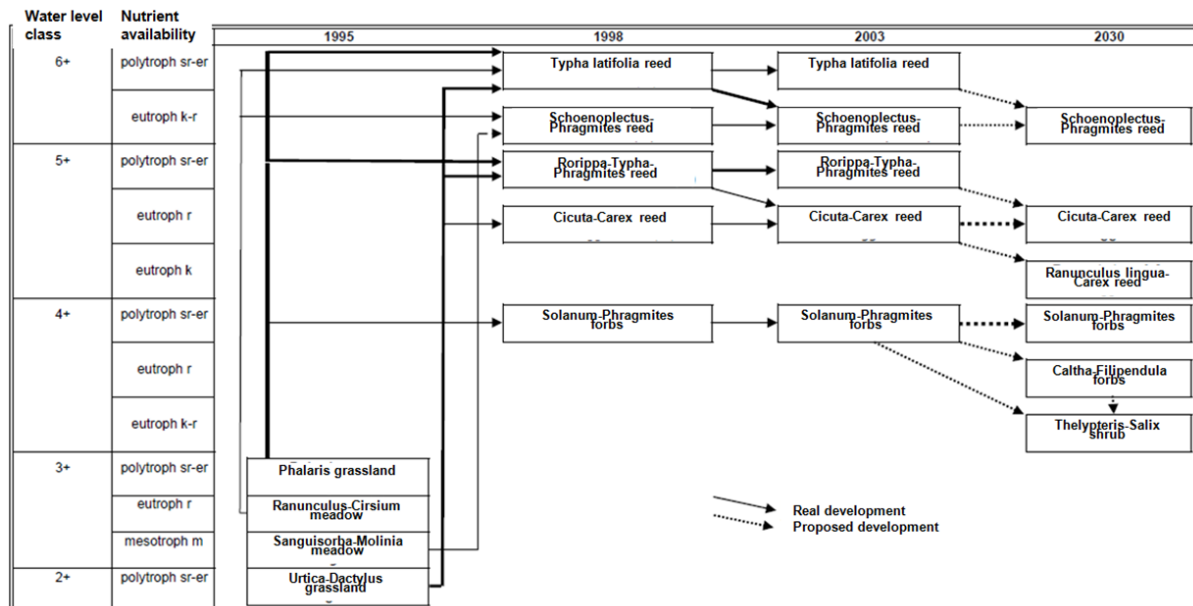 Water level class
Nutrient availability
1995
1998
2003
2030
6+
polytroph sr-er
Typha latifolia reed
Typha latifolia reed
eutroph k-r
Schoenoplectus-
Phragmites reed
Schoenoplectus-
Phragmites reed
Schoenoplectus-
Phragmites reed
5+
polytroph sr-er
Rorippa-Typha-
Phragmites reed
Rorippa-Typha-
Phragmites reed
eutroph r
Cicuta-Carex reed
Cicuta-Carex reed
Cicuta-Carex reed
eutroph k
Ranunculus lingua-
Carex reed
4+
polytroph sr-er
Solanum-Phragmites
forbs
Solanum-Phragmites
forbs
Solanum-Phragmites
forbs
eutroph r
Caltha-Filipendula
forbs
eutroph k-r
Thelypteris-Salix
shrub
3+
polytroph sr-er
Phalaris grassland
eutroph r
Ranunculus-Cirsium
meadow
Real development
Proposed development
mesotroph m
Sanguisorba-Molinia
meadow
2+
polytroph sr-er
Urtica-Dactylus
grassland